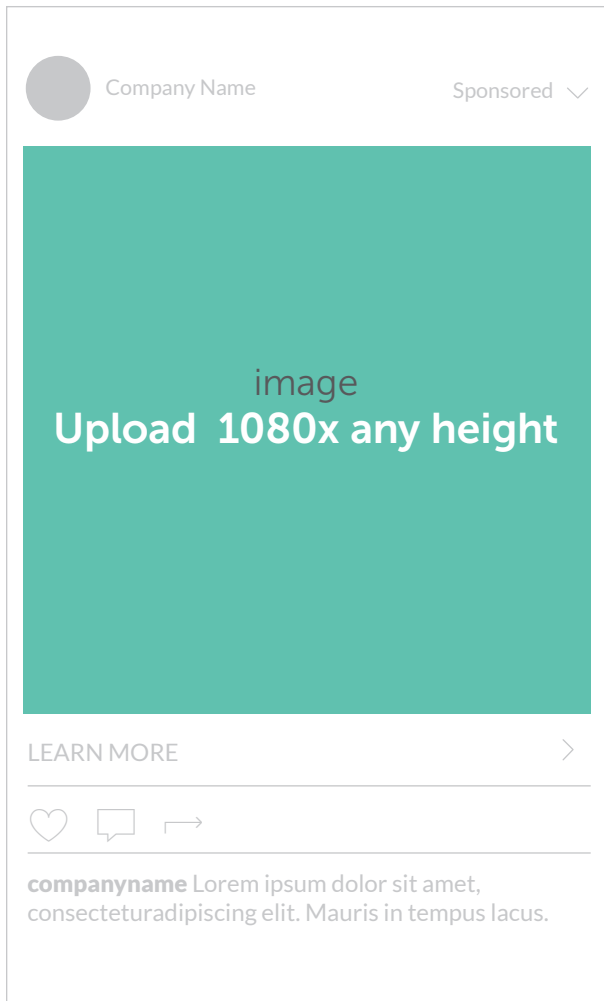 Company Name
Sponsored
image
Upload 1080x any height
LEARN MORE
companyname Lorem ipsum dolor sit amet,
consecteturadipiscing elit. Mauris in tempus lacus.